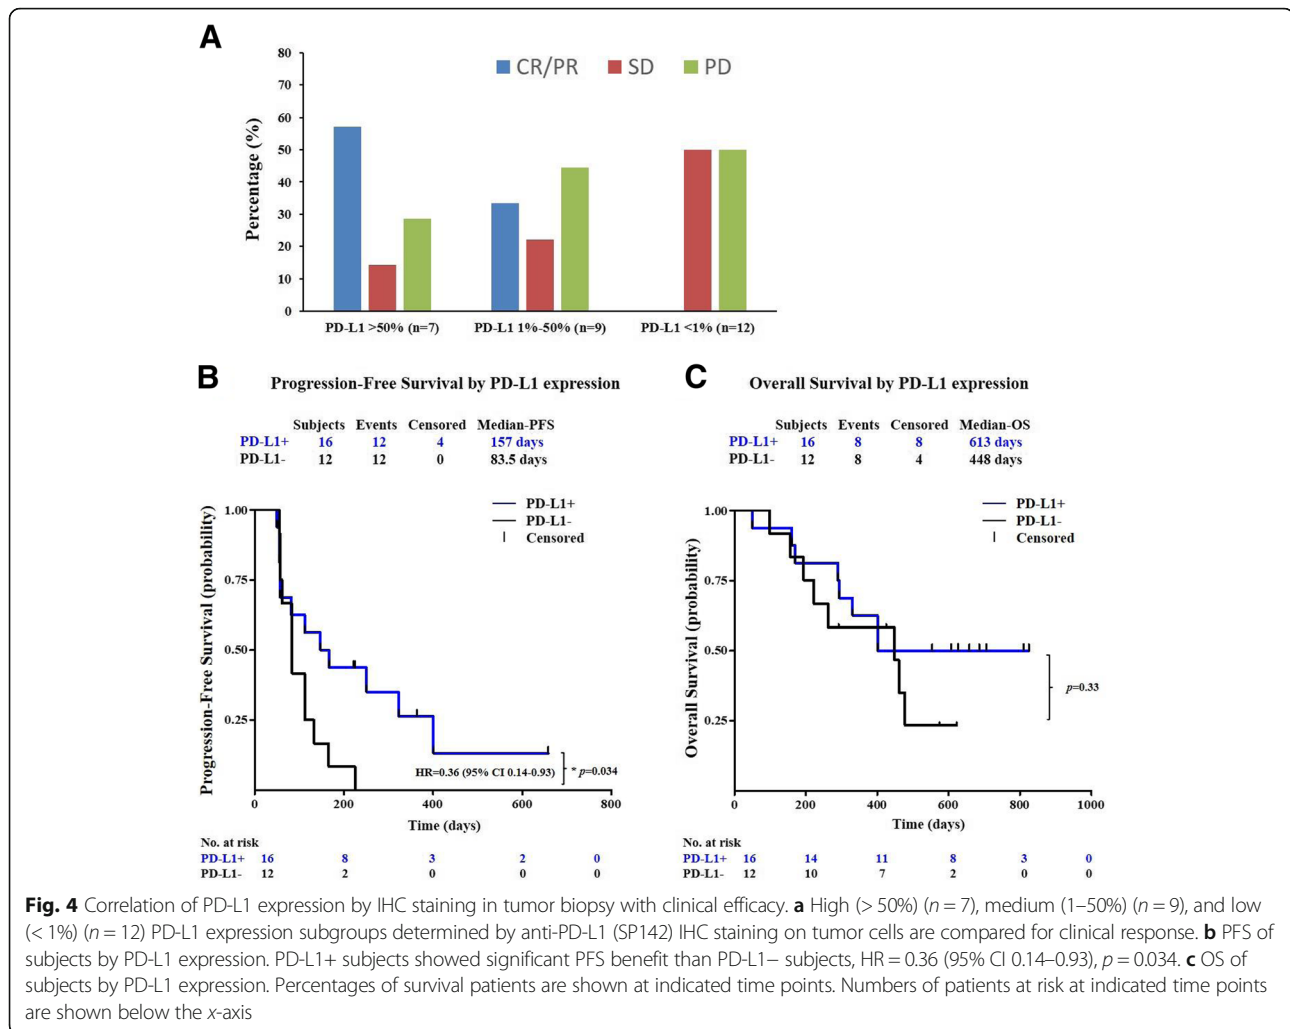 A
80
70
60
50
40
30
20
10
0
Percentage (%)
CR/PR SD PD
PD-L1 >50% (n=7) PD-L1 1%-50% (n=9) PD-L1 <1% (n=12)
B Progression-Free Survival by PD-L1 expression
Subjects Events Censored Median-PFS
PD-L1+ 16 12 4 157 days
PD-L1- 12 12 0 83.5 days
PD-L1+
PD-L1-
Censored
1.00
0.75
0.50
0.25
Progression-Free Survival (probability)
HR=0.36 (95% CI 0.14-0.93) * p=0.034
0 200 400 600 800
Time (days)
No. at risk
PD-L1+ 16 8 3 2 0
PD-L1- 12 2 0 0 0
C Overall Survival by PD-L1 expression
Subjects Events Censored Median-OS
PD-L1+ 16 8 8 613 days
PD-L1- 12 8 4 448 days
PD-L1+
PD-L1-
Censored
1.00
0.75
0.50
0.25
Overall Survival (probability)
p=0.33
0 200 400 600 800 1000
Time (days)
No. at risk
PD-L1+ 16 14 11 8 3 0
PD-L1- 12 10 7 2 0 0
Fig. 4 Correlation of PD-L1 expression by IHC staining in tumor biopsy with clinical efficacy. a High (> 50%) (n = 7), medium (1–50%) (n = 9), and low
(< 1%) (n = 12) PD-L1 expression subgroups determined by anti-PD-L1 (SP142) IHC staining on tumor cells are compared for clinical response. b PFS of
subjects by PD-L1 expression. PD-L1+ subjects showed significant PFS benefit than PD-L1− subjects, HR = 0.36 (95% CI 0.14–0.93), p = 0.034. c OS of
subjects by PD-L1 expression. Percentages of survival patients are shown at indicated time points. Numbers of patients at risk at indicated time points
are shown below the x-axis